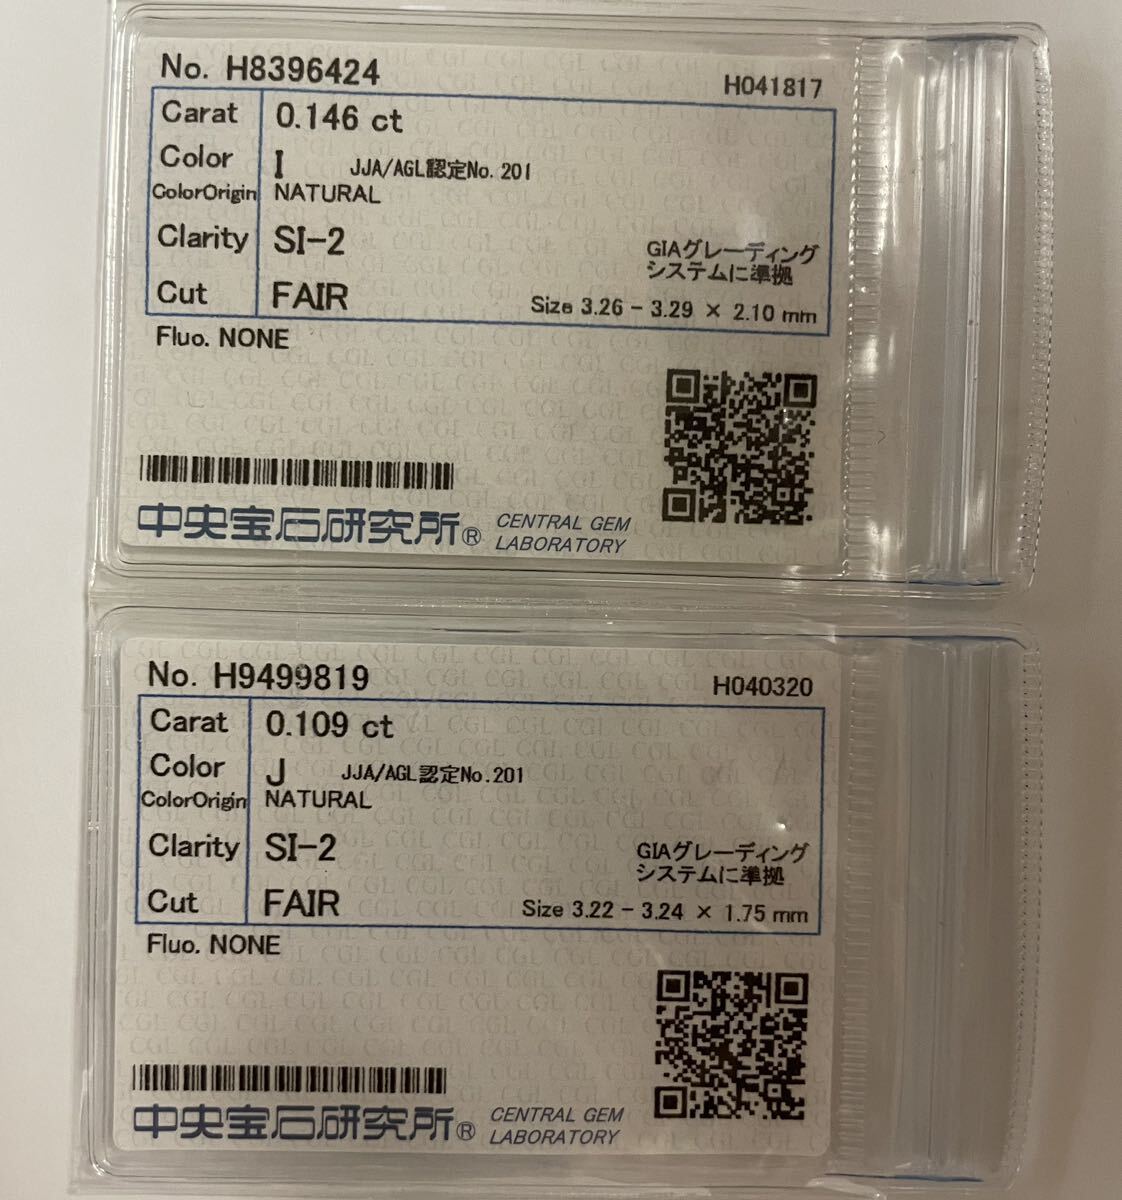 No. H8396424
H041817
Carat 0.146 ct
Color I JJA/AGL認定No. 201
ColorOrigin NATURAL
Clarity SI-2
GIAグレーディング
システムに準拠
Cut FAIR
Size 3.26 - 3.29 × 2.10 mm
Fluo. NONE
中央宝石研究所® CENTRAL GEM
LABORATORY
No. H9499819
H040320
Carat 0.109 ct
Color J JJA/AGL認定No.201
ColorOrigin NATURAL
Clarity SI-2
GIAグレーディング
システムに準拠
Cut FAIR
Size 3.22 - 3.24 × 1.75 mm
Fluo. NONE
中央宝石研究所® CENTRAL GEM
LABORATORY